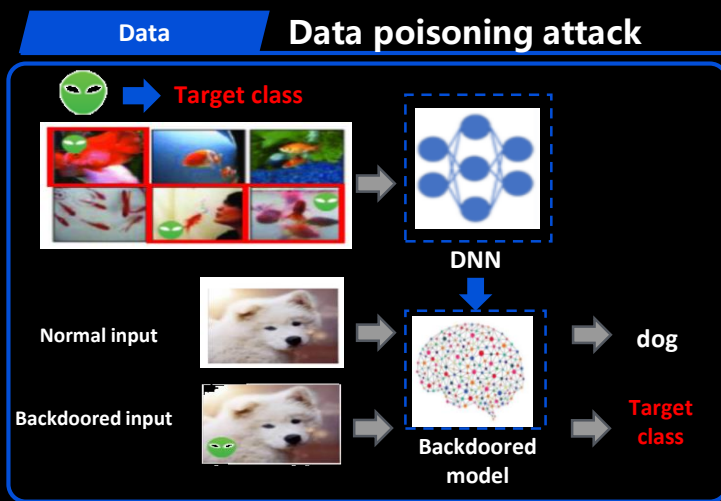 Data
Data poisoning attack
Target class
DNN
Normal input
dog
Backdoored input
Target
class
Backdoored
model